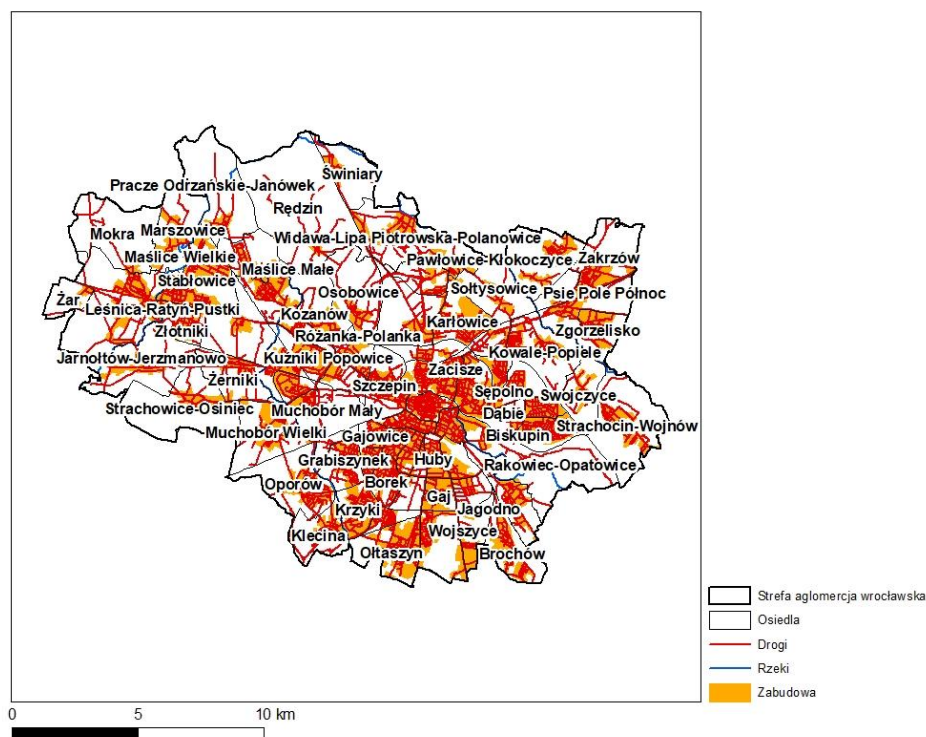 Świniary
Pracze Odrzańskie-Janówek
Rędzin
Mokra
Marszowice
Widawa-Lipa Piotrowska-Polanowice
Maślice Wielkie
Maślice Małe
Pawłowice-Kłokoczyce
Zakrzów
Stabłowice
Osobowice
Sołtysowice
Psie Pole Północ
Żar
Leśnica-Ratyń-Pustki
Kozanów
Karłowice
Złotniki
Różanka-Polanka
Zgorzelisko
Jarnołtów-Jerzmanowo
Kuźniki
Popowice
Kowale-Popiele
Żerniki
Szczepin
Zacisze
Strachowice-Osiniec
Muchobór Mały
Sępolno
Swojczyce
Dąbie
Muchobór Wielki
Gajowice
Biskupin
Strachocin-Wojnów
Grabiszynek
Huby
Rakowiec-Opatowice
Oporów
Borek
Gaj
Krzyki
Jagodno
Klecina
Wojszyce
Ołtaszyn
Brochów
Strefa aglomercja wrocławska
Osiedla
Drogi
Rzeki
Zabudowa
0 5 10 km